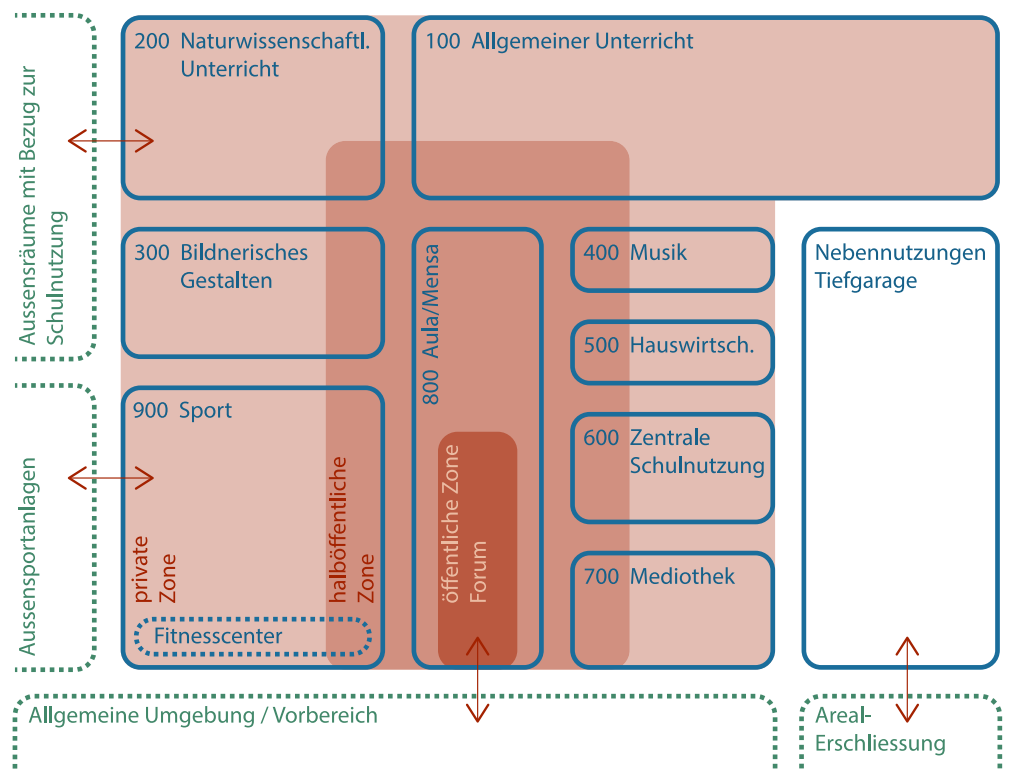 200 Naturwissenschaftl.
Unterricht
100 Allgemeiner Unterricht
Aussensräume mit Bezug zur
Schulnutzung
300 Bildnerisches
Gestalten
800 Aula/Mensa
400 Musik
Nebennutzungen
Tiefgarage
500 Hauswirtsch.
900 Sport
600 Zentrale
Schulnutzung
Aussensportanlagen
private
Zone
halböffentliche
Zone
öffentliche Zone
Forum
700 Mediothek
Fitnesscenter
Allgemeine Umgebung / Vorbereich
Areal-
Erschliessung